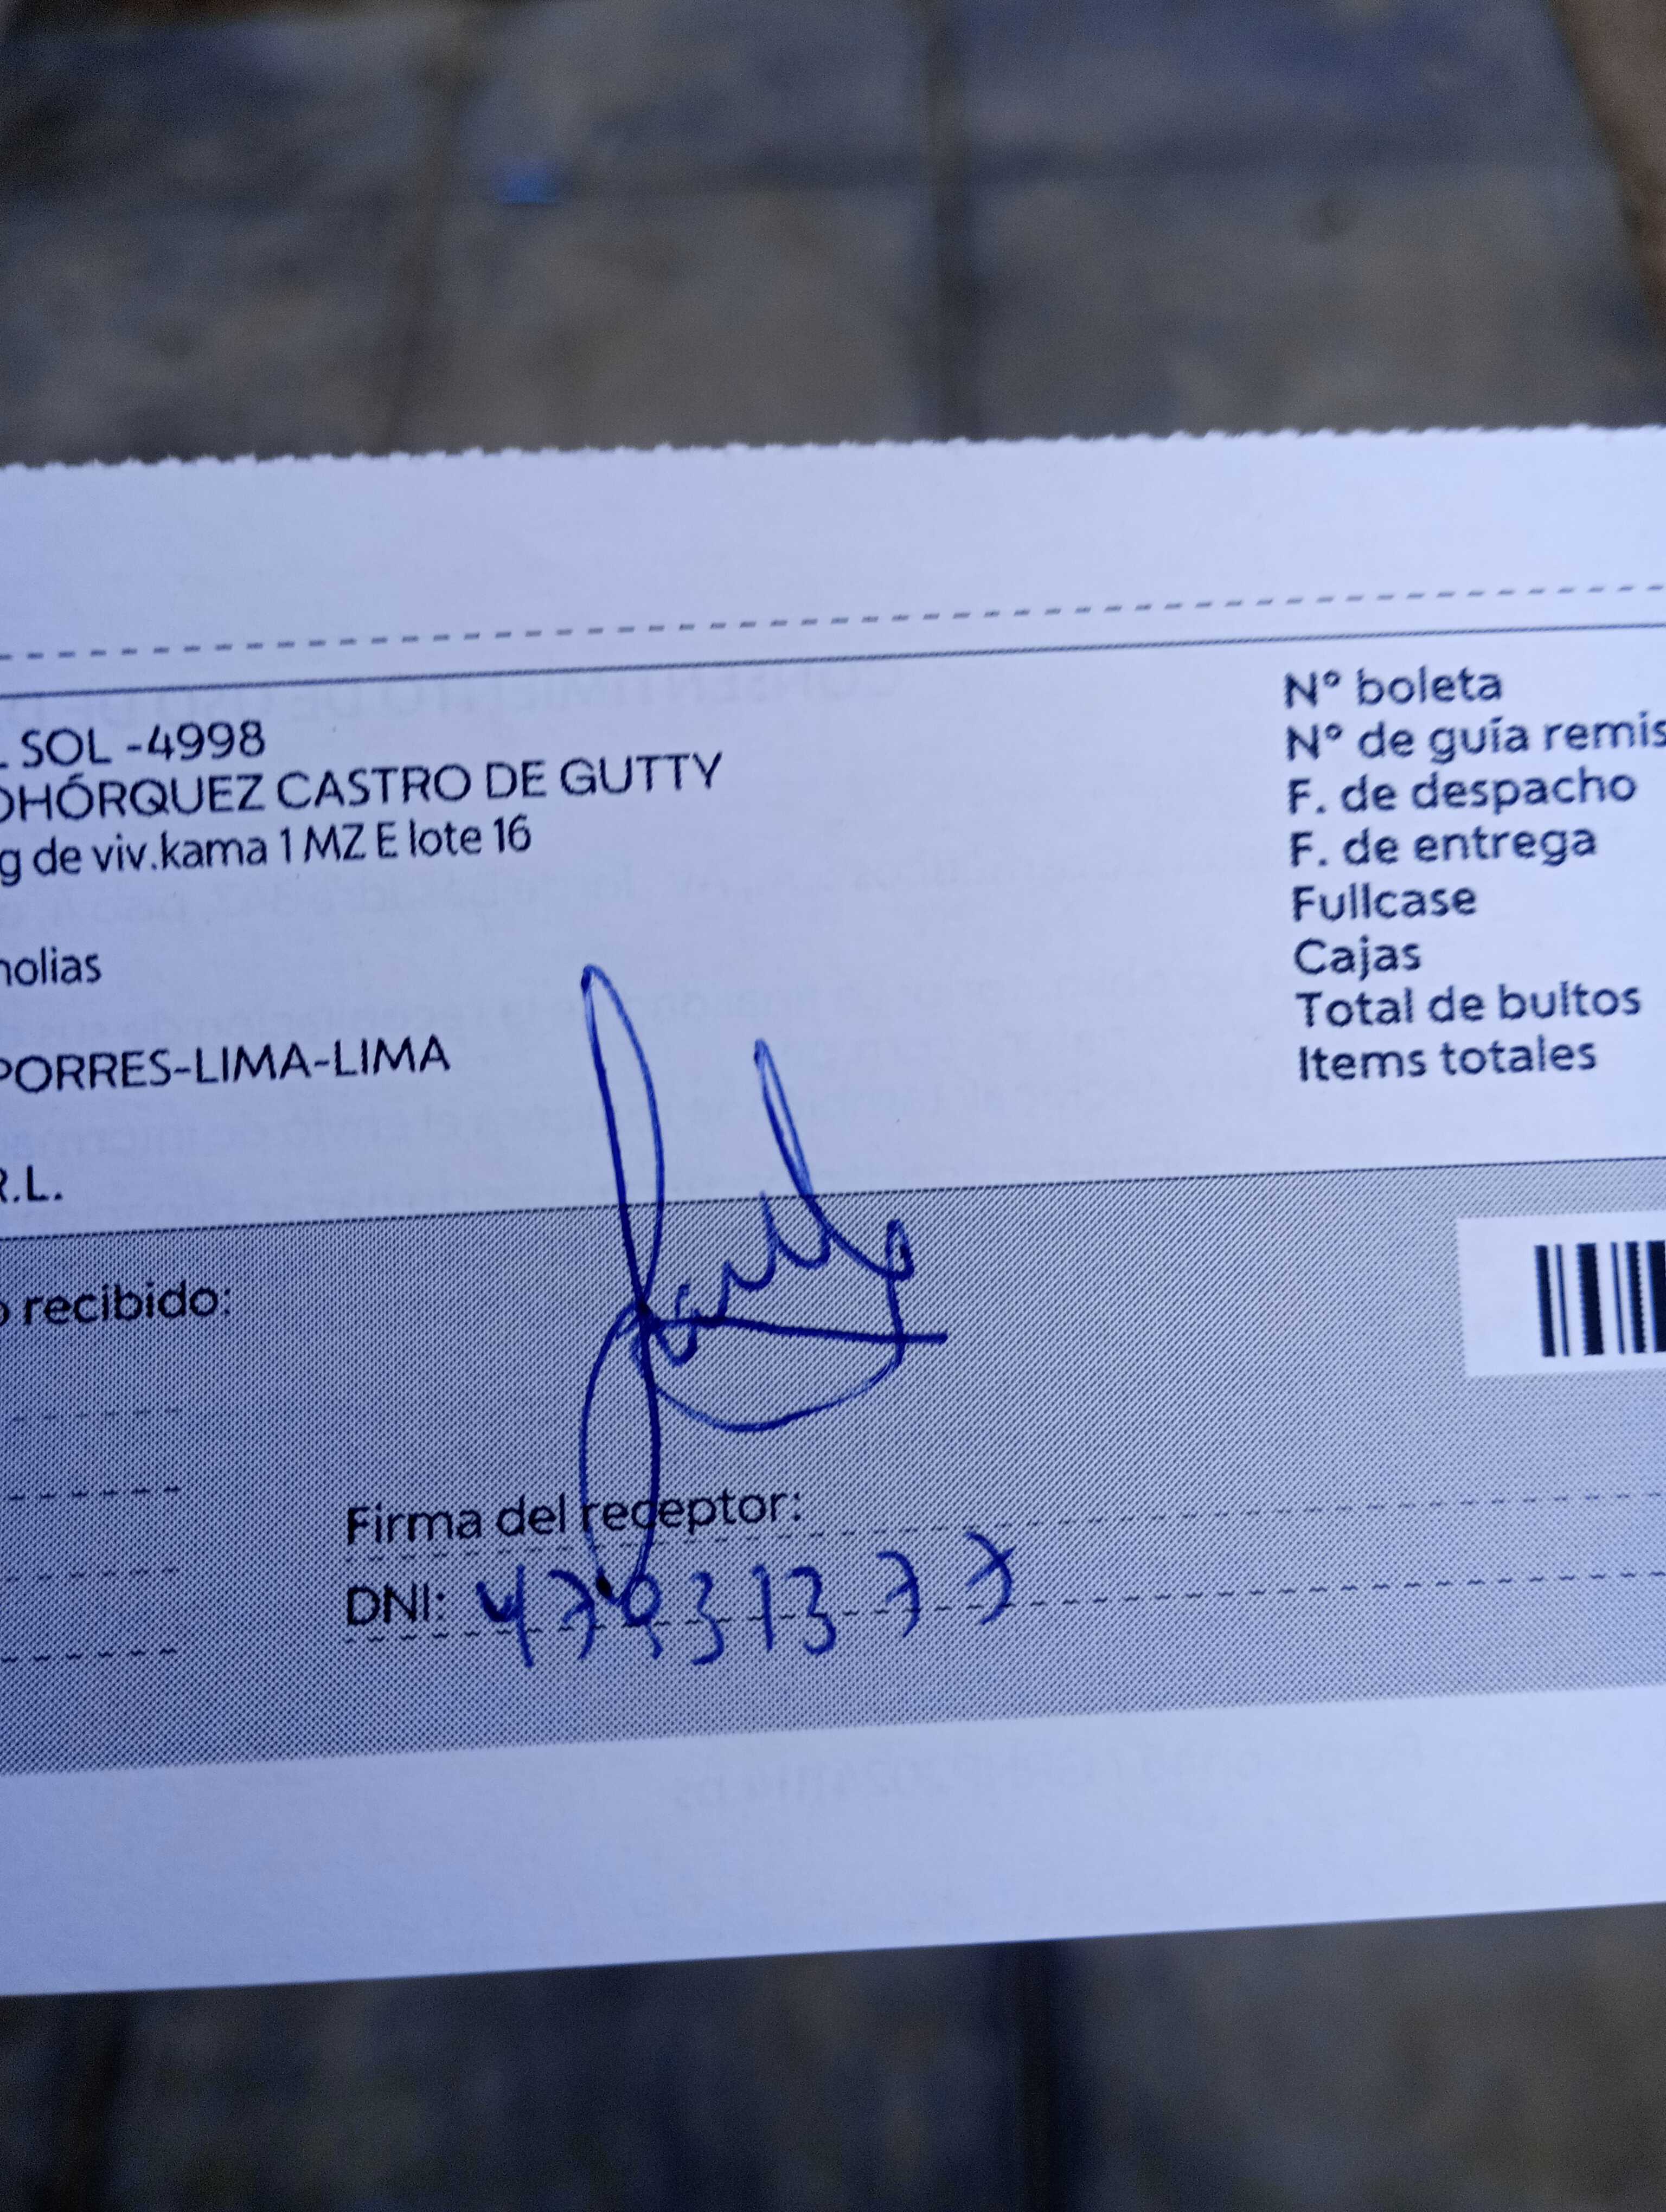 L SOL -4998
OHÓRQUEZ CASTRO DE GUTTY
g de viv.kama 1 MZ E lote 16
nolias
PORRES-LIMA-LIMA
R.L.
N° boleta
N° de guía remis
F. de despacho
F. de entrega
Fullcase
Cajas
Total de bultos
Items totales
o recibido:
Firma del receptor:
DNI: 47931377